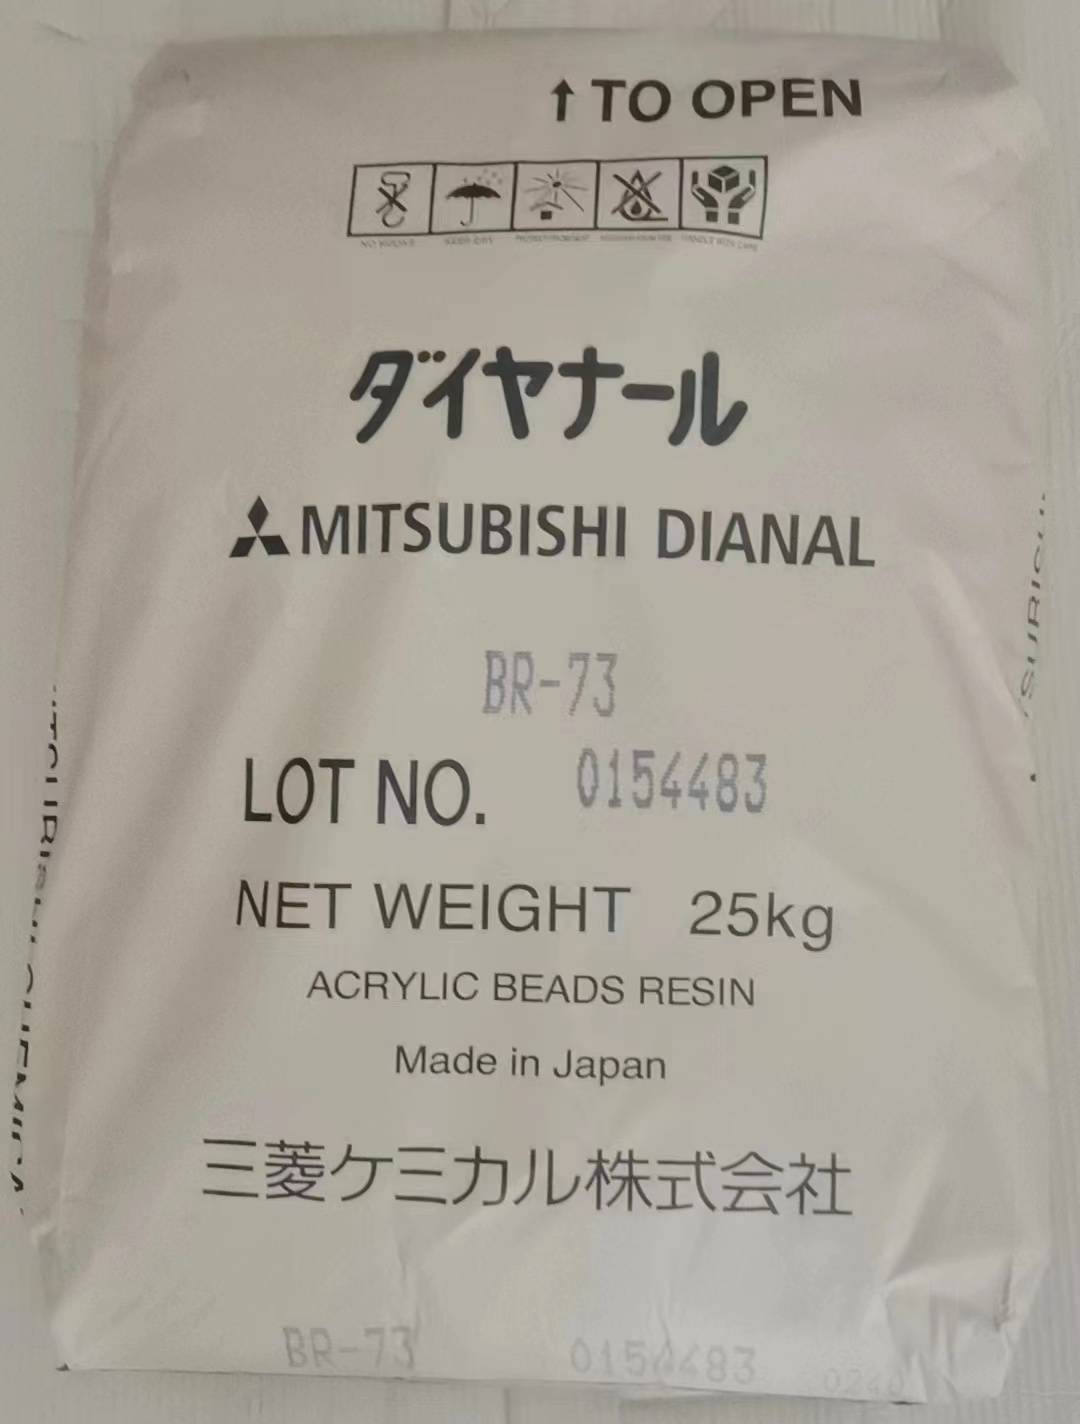 ↑ TO OPEN
ダイヤナール
MITSUBISHI DIANAL
BR-73
LOT NO. 0154483
NET WEIGHT 25kg
ACRYLIC BEADS RESIN
Made in Japan
三菱ケミカル株式会社
BR-73 0154483